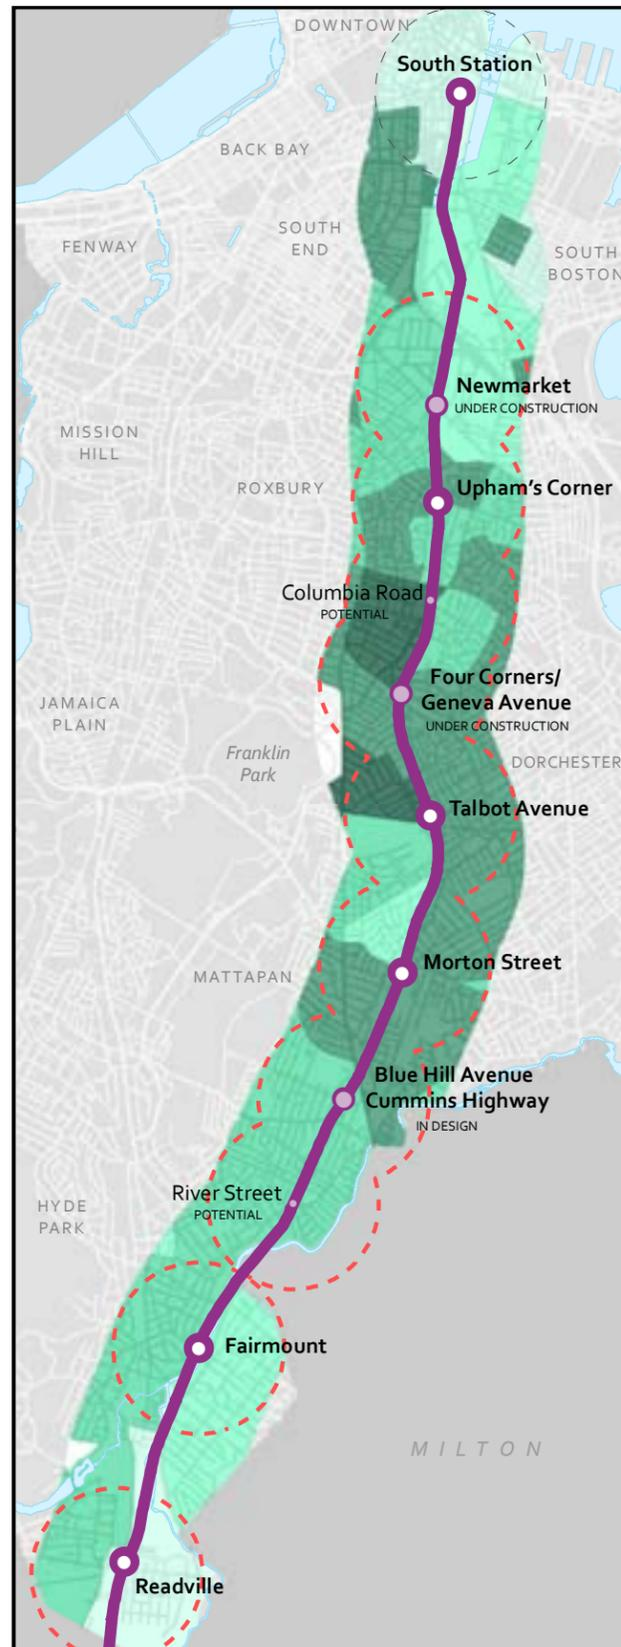 DOWNTOWN
South Station
BACK BAY
SOUTH
END
FENWAY
SOUTH
BOSTON
Newmarket
UNDER CONSTRUCTION
MISSION
HILL
ROXBURY
Upham's Corner
Columbia Road
POTENTIAL
Four Corners/
Geneva Avenue
UNDER CONSTRUCTION
JAMAICA
PLAIN
Franklin
Park
DORCHESTER
Talbot Avenue
Morton Street
MATTAPAN
Blue Hill Avenue
Cummins Highway
IN DESIGN
River Street
POTENTIAL
HYDE
PARK
Fairmount
MILTON
Readville